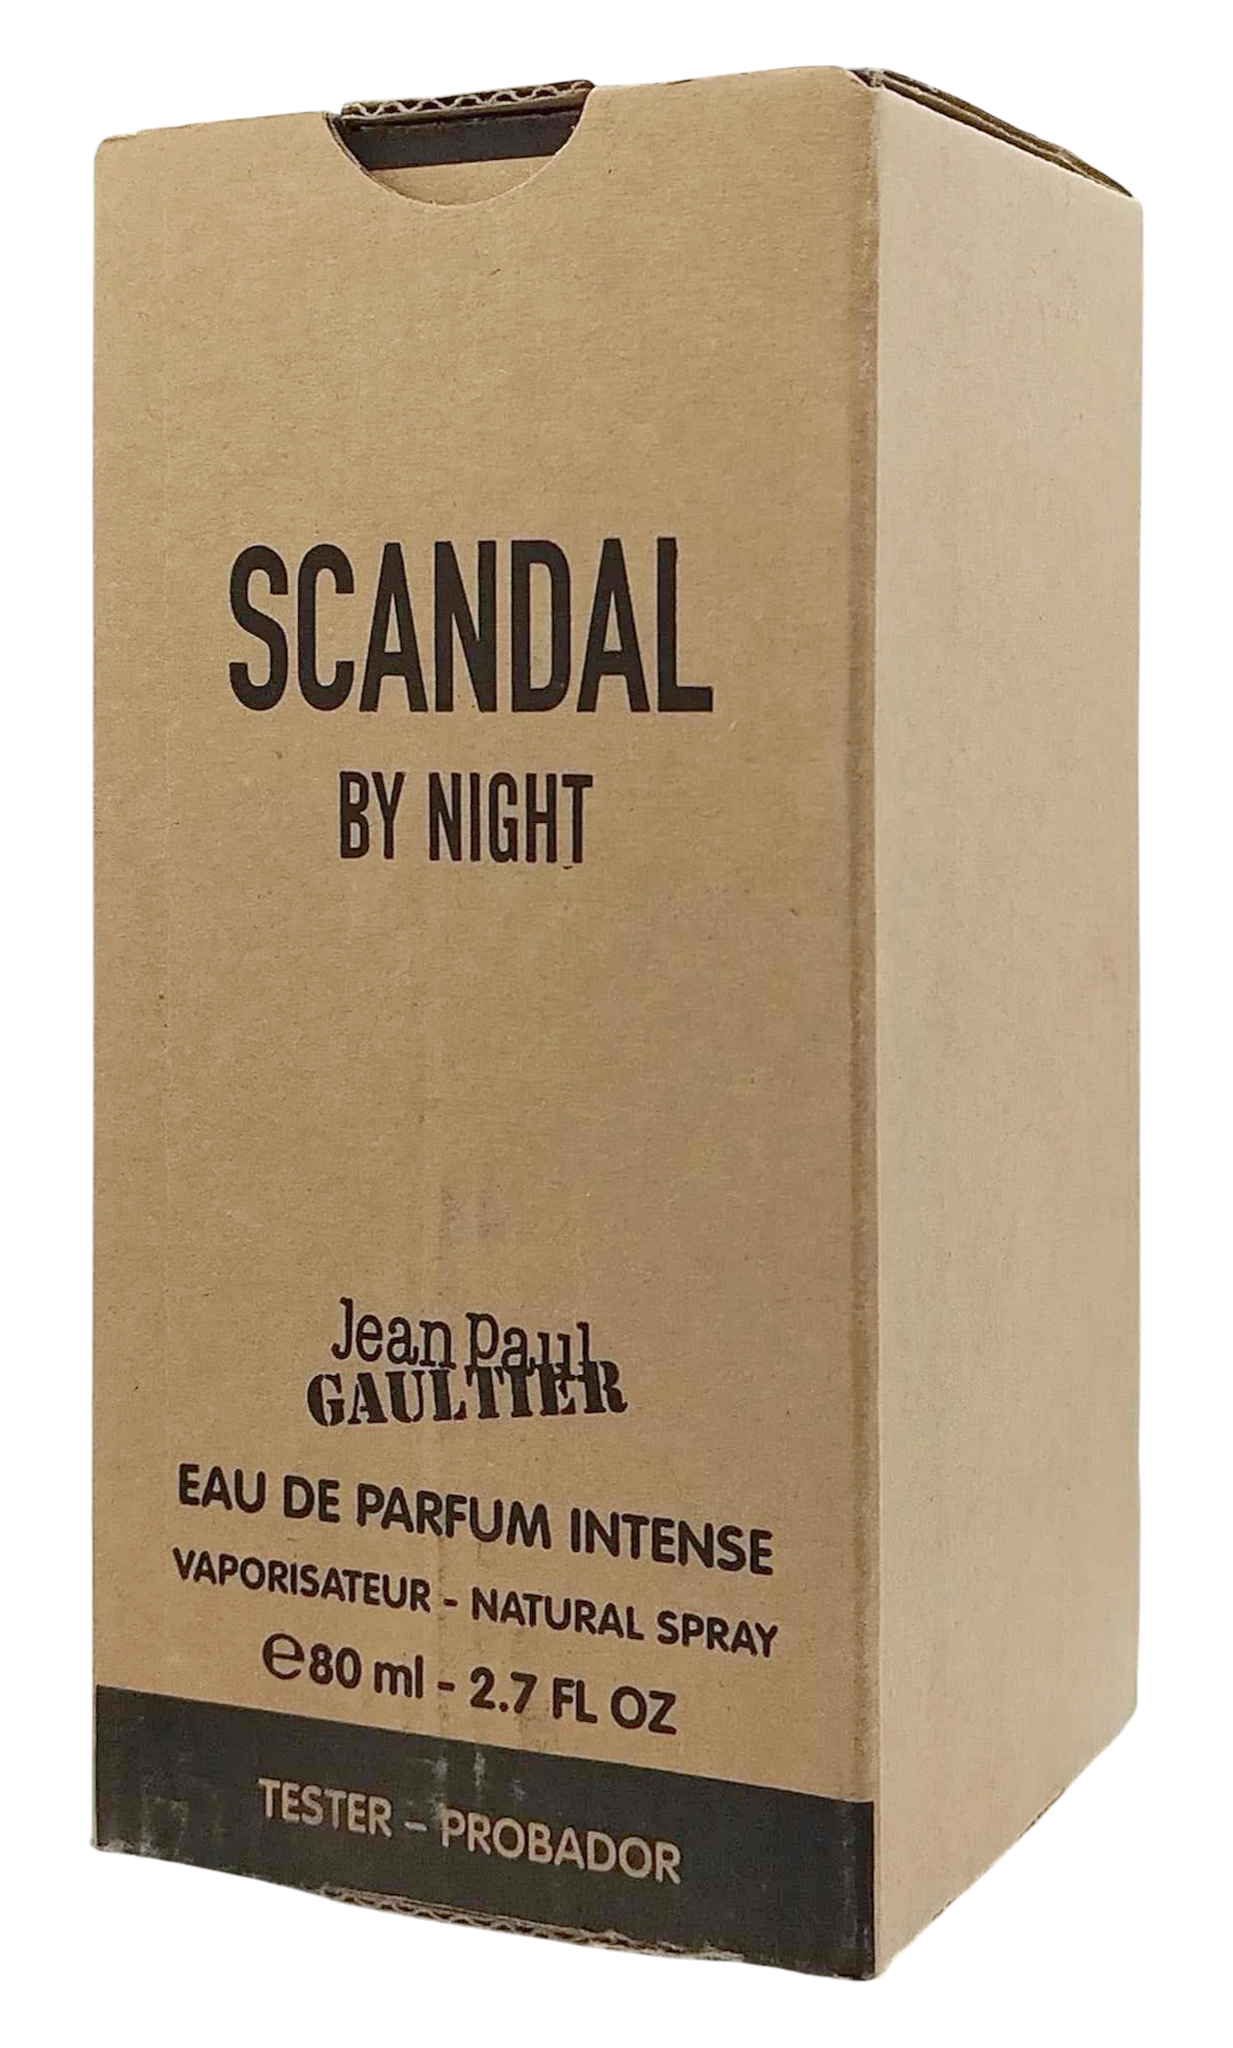 SCANDAL
BY NIGHT
Jean Paul
GAULTIER
EAU DE PARFUM INTENSE
VAPORISATEUR - NATURAL SPRAY
℮80 ml - 2.7 FL OZ
TESTER - PROBADOR